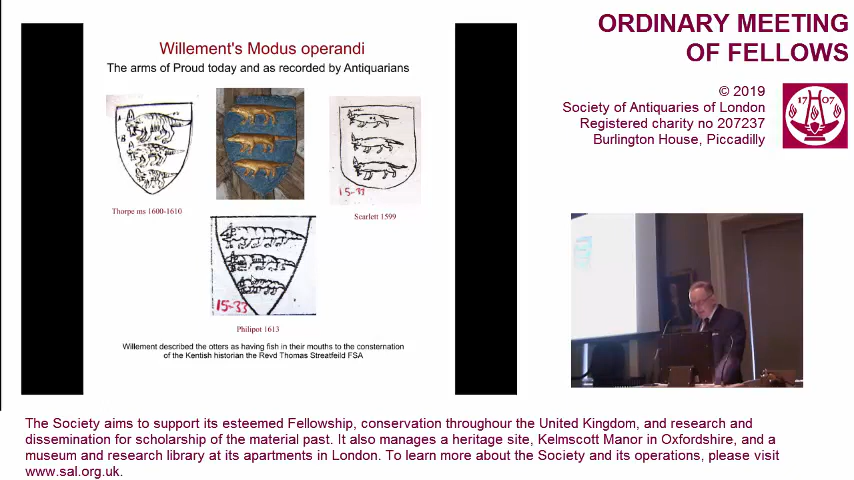 Willement's Modus operandi
The arms of Proud today and as recorded by Antiquarians
15-33
Thorpe ms 1600-1610
Scarlett 1599
15-33
Philipot 1613
Willement described the otters as having fish in their mouths to the consternation
of the Kentish historian the Revd Thomas Streatfeild FSA
ORDINARY MEETING
OF FELLOWS
© 2019
Society of Antiquaries of London
Registered charity no 207237
Burlington House, Piccadilly
1707
The Society aims to support its esteemed Fellowship, conservation throughour the United Kingdom, and research and
dissemination for scholarship of the material past. It also manages a heritage site, Kelmscott Manor in Oxfordshire, and a
museum and research library at its apartments in London. To learn more about the Society and its operations, please visit
www.sal.org.uk.